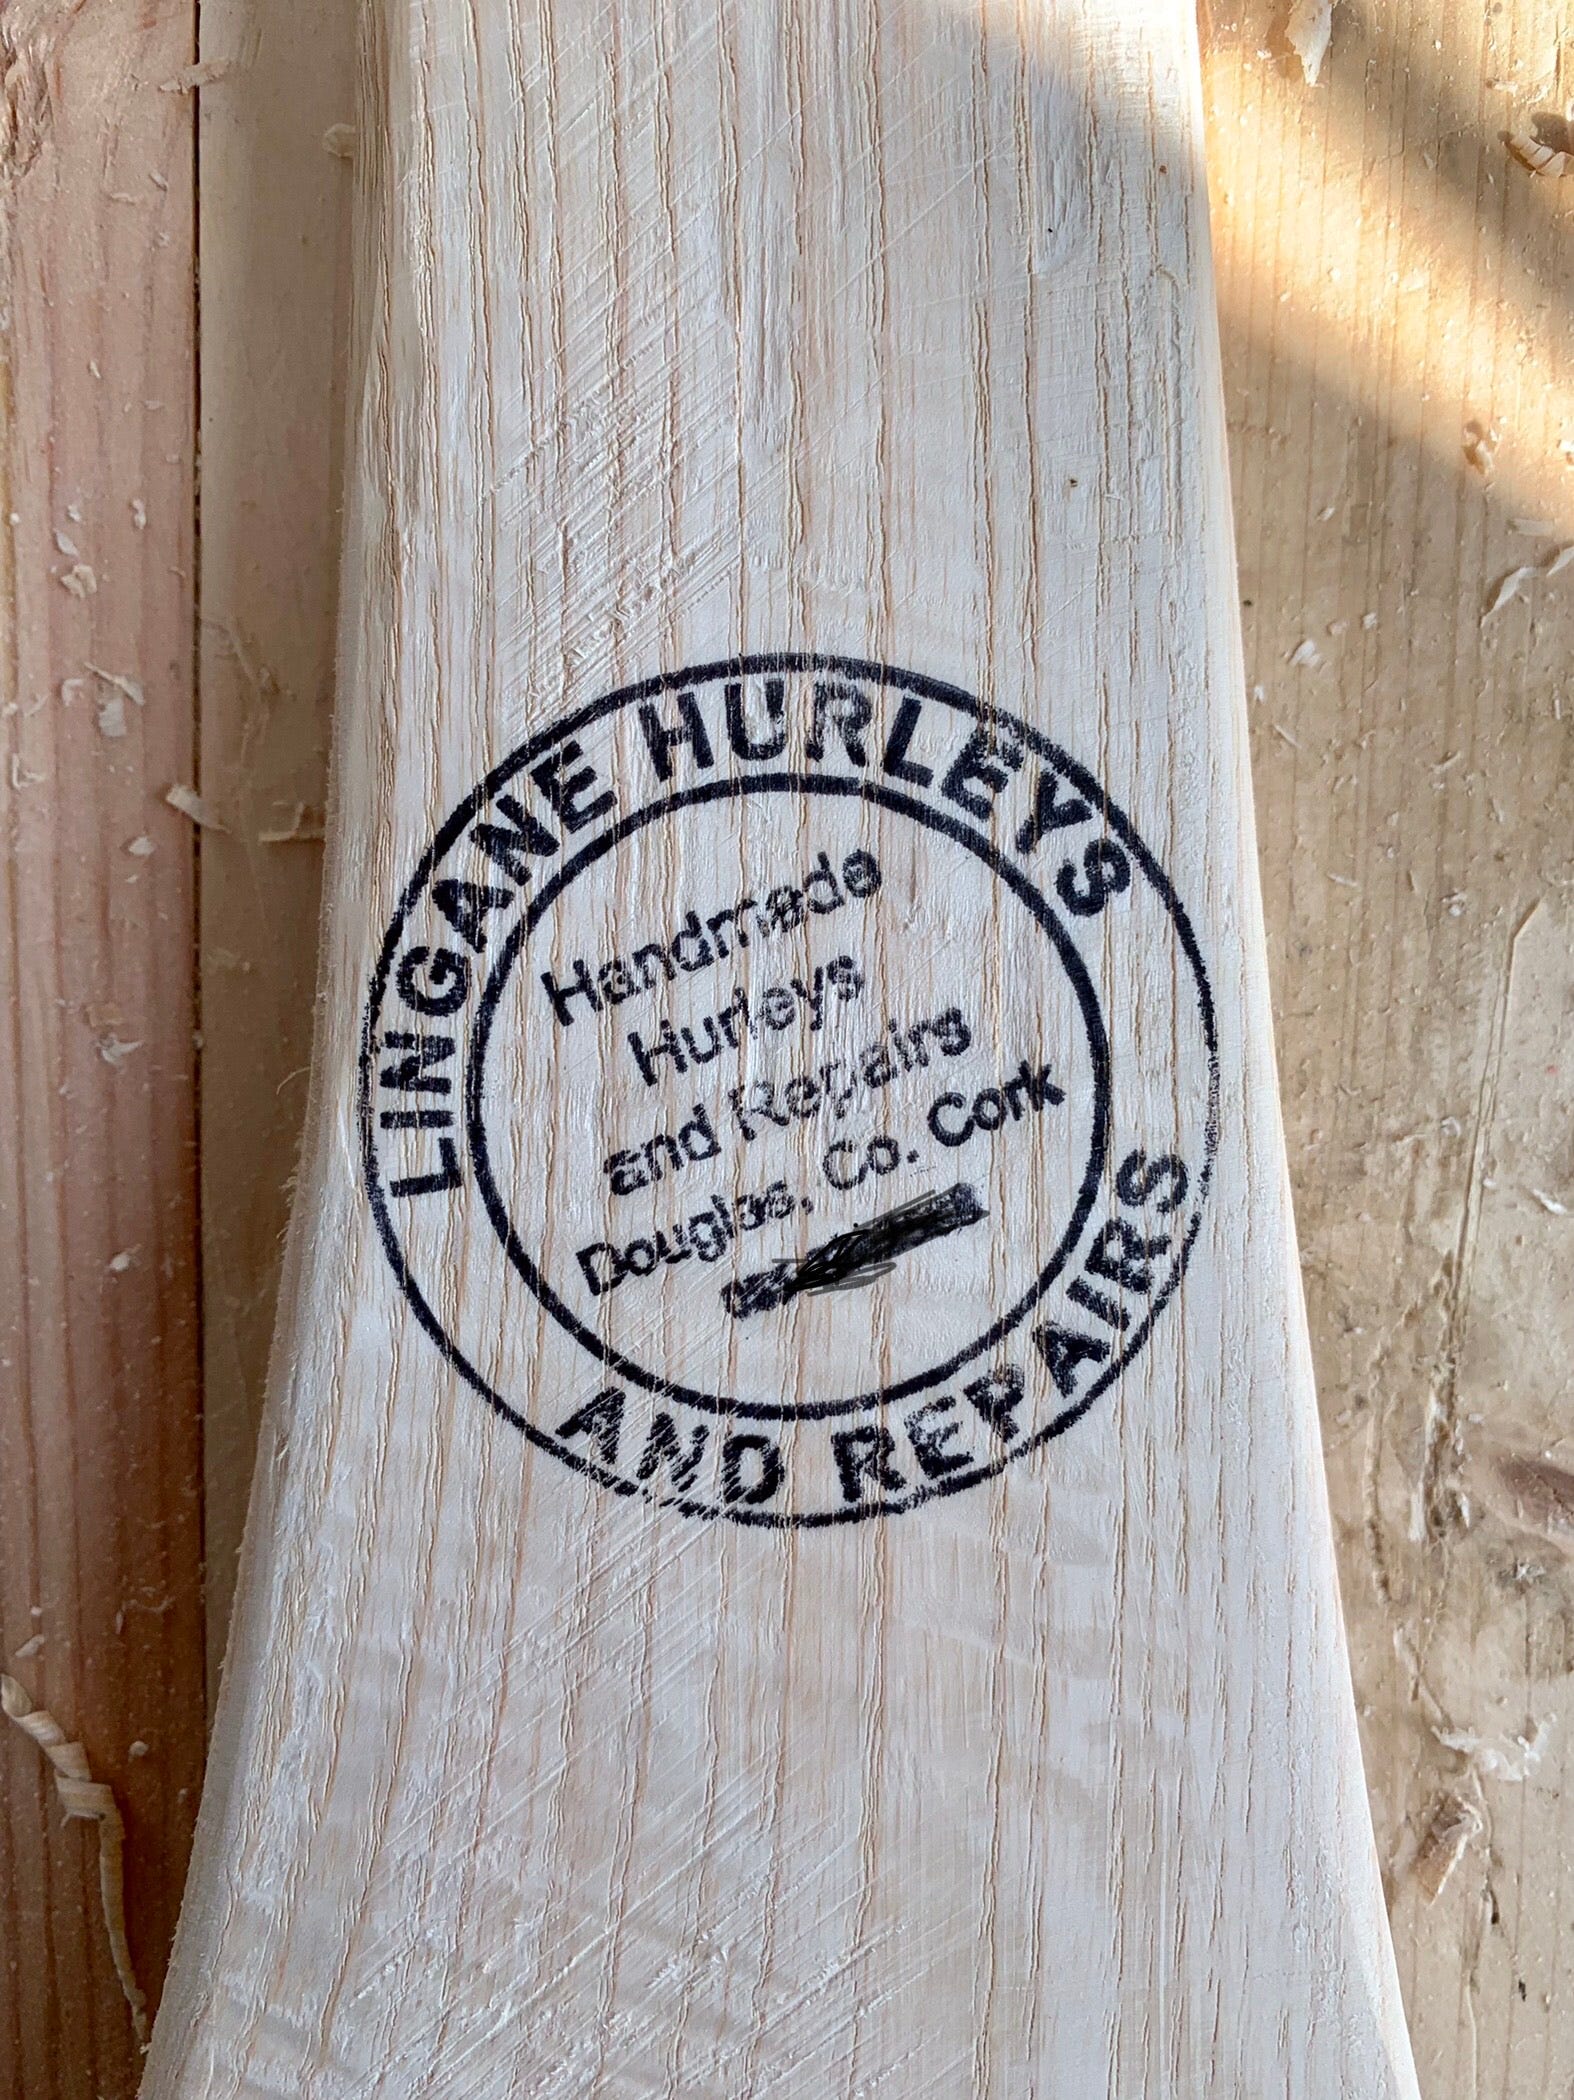 LINGANE HURLEYS
Handmade
Hurleys
and Repairs
Douglas, Co. Cork
AND REPAIRS